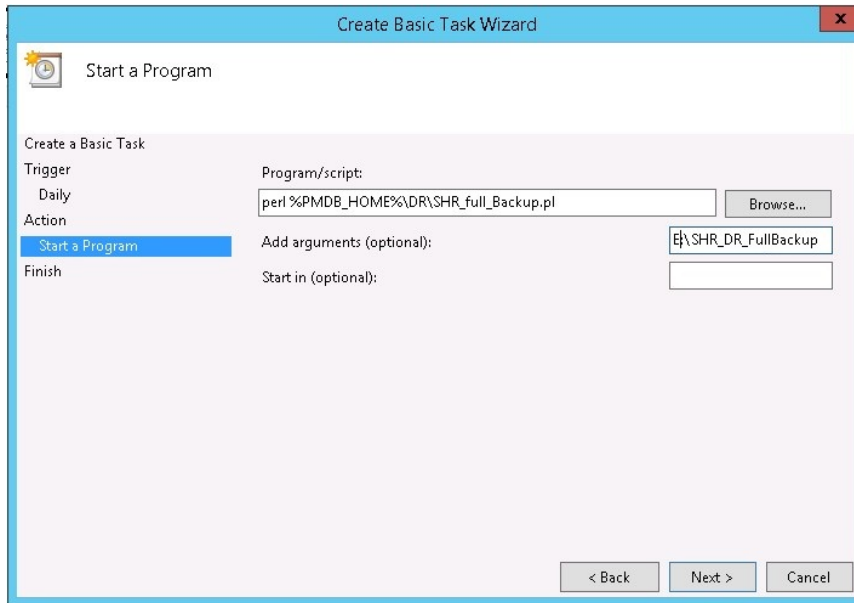 Create Basic Task Wizard
x
Start a Program
Create a Basic Task
Trigger
Daily
Action
Start a Program
Finish
Program/script:
perl %PMDB_HOME%\DR\SHR_full_Backup.pl
Browse...
Add arguments (optional):
E:\SHR_DR_FullBackup
Start in (optional):
< Back
Next >
Cancel